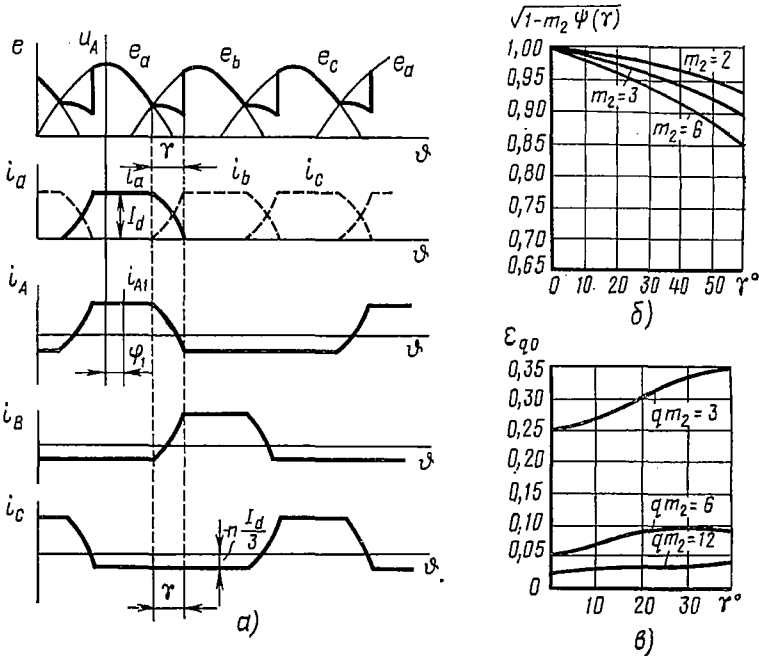 e u_A e_a e_b e_c e_a
ϑ
γ
i_a i_a i_b i_c
I_d
ϑ
i_A i_A1
φ_1 ϑ
i_B
ϑ
i_C
n I_d/3
ϑ
γ
а)
√1-m_2 ψ(γ)
1,00
0,95
0,90
0,85
0,80
0,75
0,70
0,65
m_2=2
m_2=3
m_2=6
0 10 20 30 40 50 γ°
б)
ε_q0
0,35
0,30
0,25
0,20
0,15
0,10
0,05
0
qm_2=3
qm_2=6
qm_2=12
10 20 30 γ°
в)